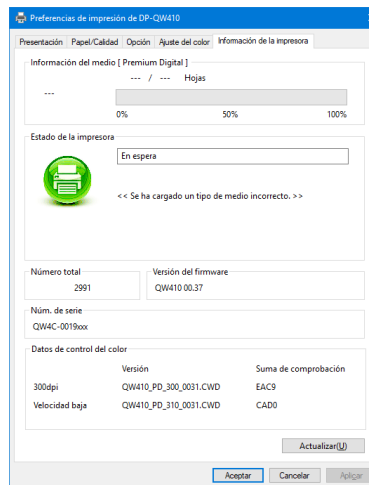 Preferencias de impresión de DP-QW410
Presentación Papel/Calidad Opción Ajuste del color Información de la impresora
Información del medio [ Premium Digital ]
--- / --- Hojas
---
0% 50% 100%
Estado de la impresora
En espera
<< Se ha cargado un tipo de medio incorrecto. >>
Número total Versión del firmware
2991 QW410 00.37
Núm. de serie
QW4C-0019xxx
Datos de control del color
Versión Suma de comprobación
300dpi QW410_PD_300_0031.CWD EAC9
Velocidad baja QW410_PD_310_0031.CWD CAD0
Actualizar(U)
Aceptar Cancelar Aplicar